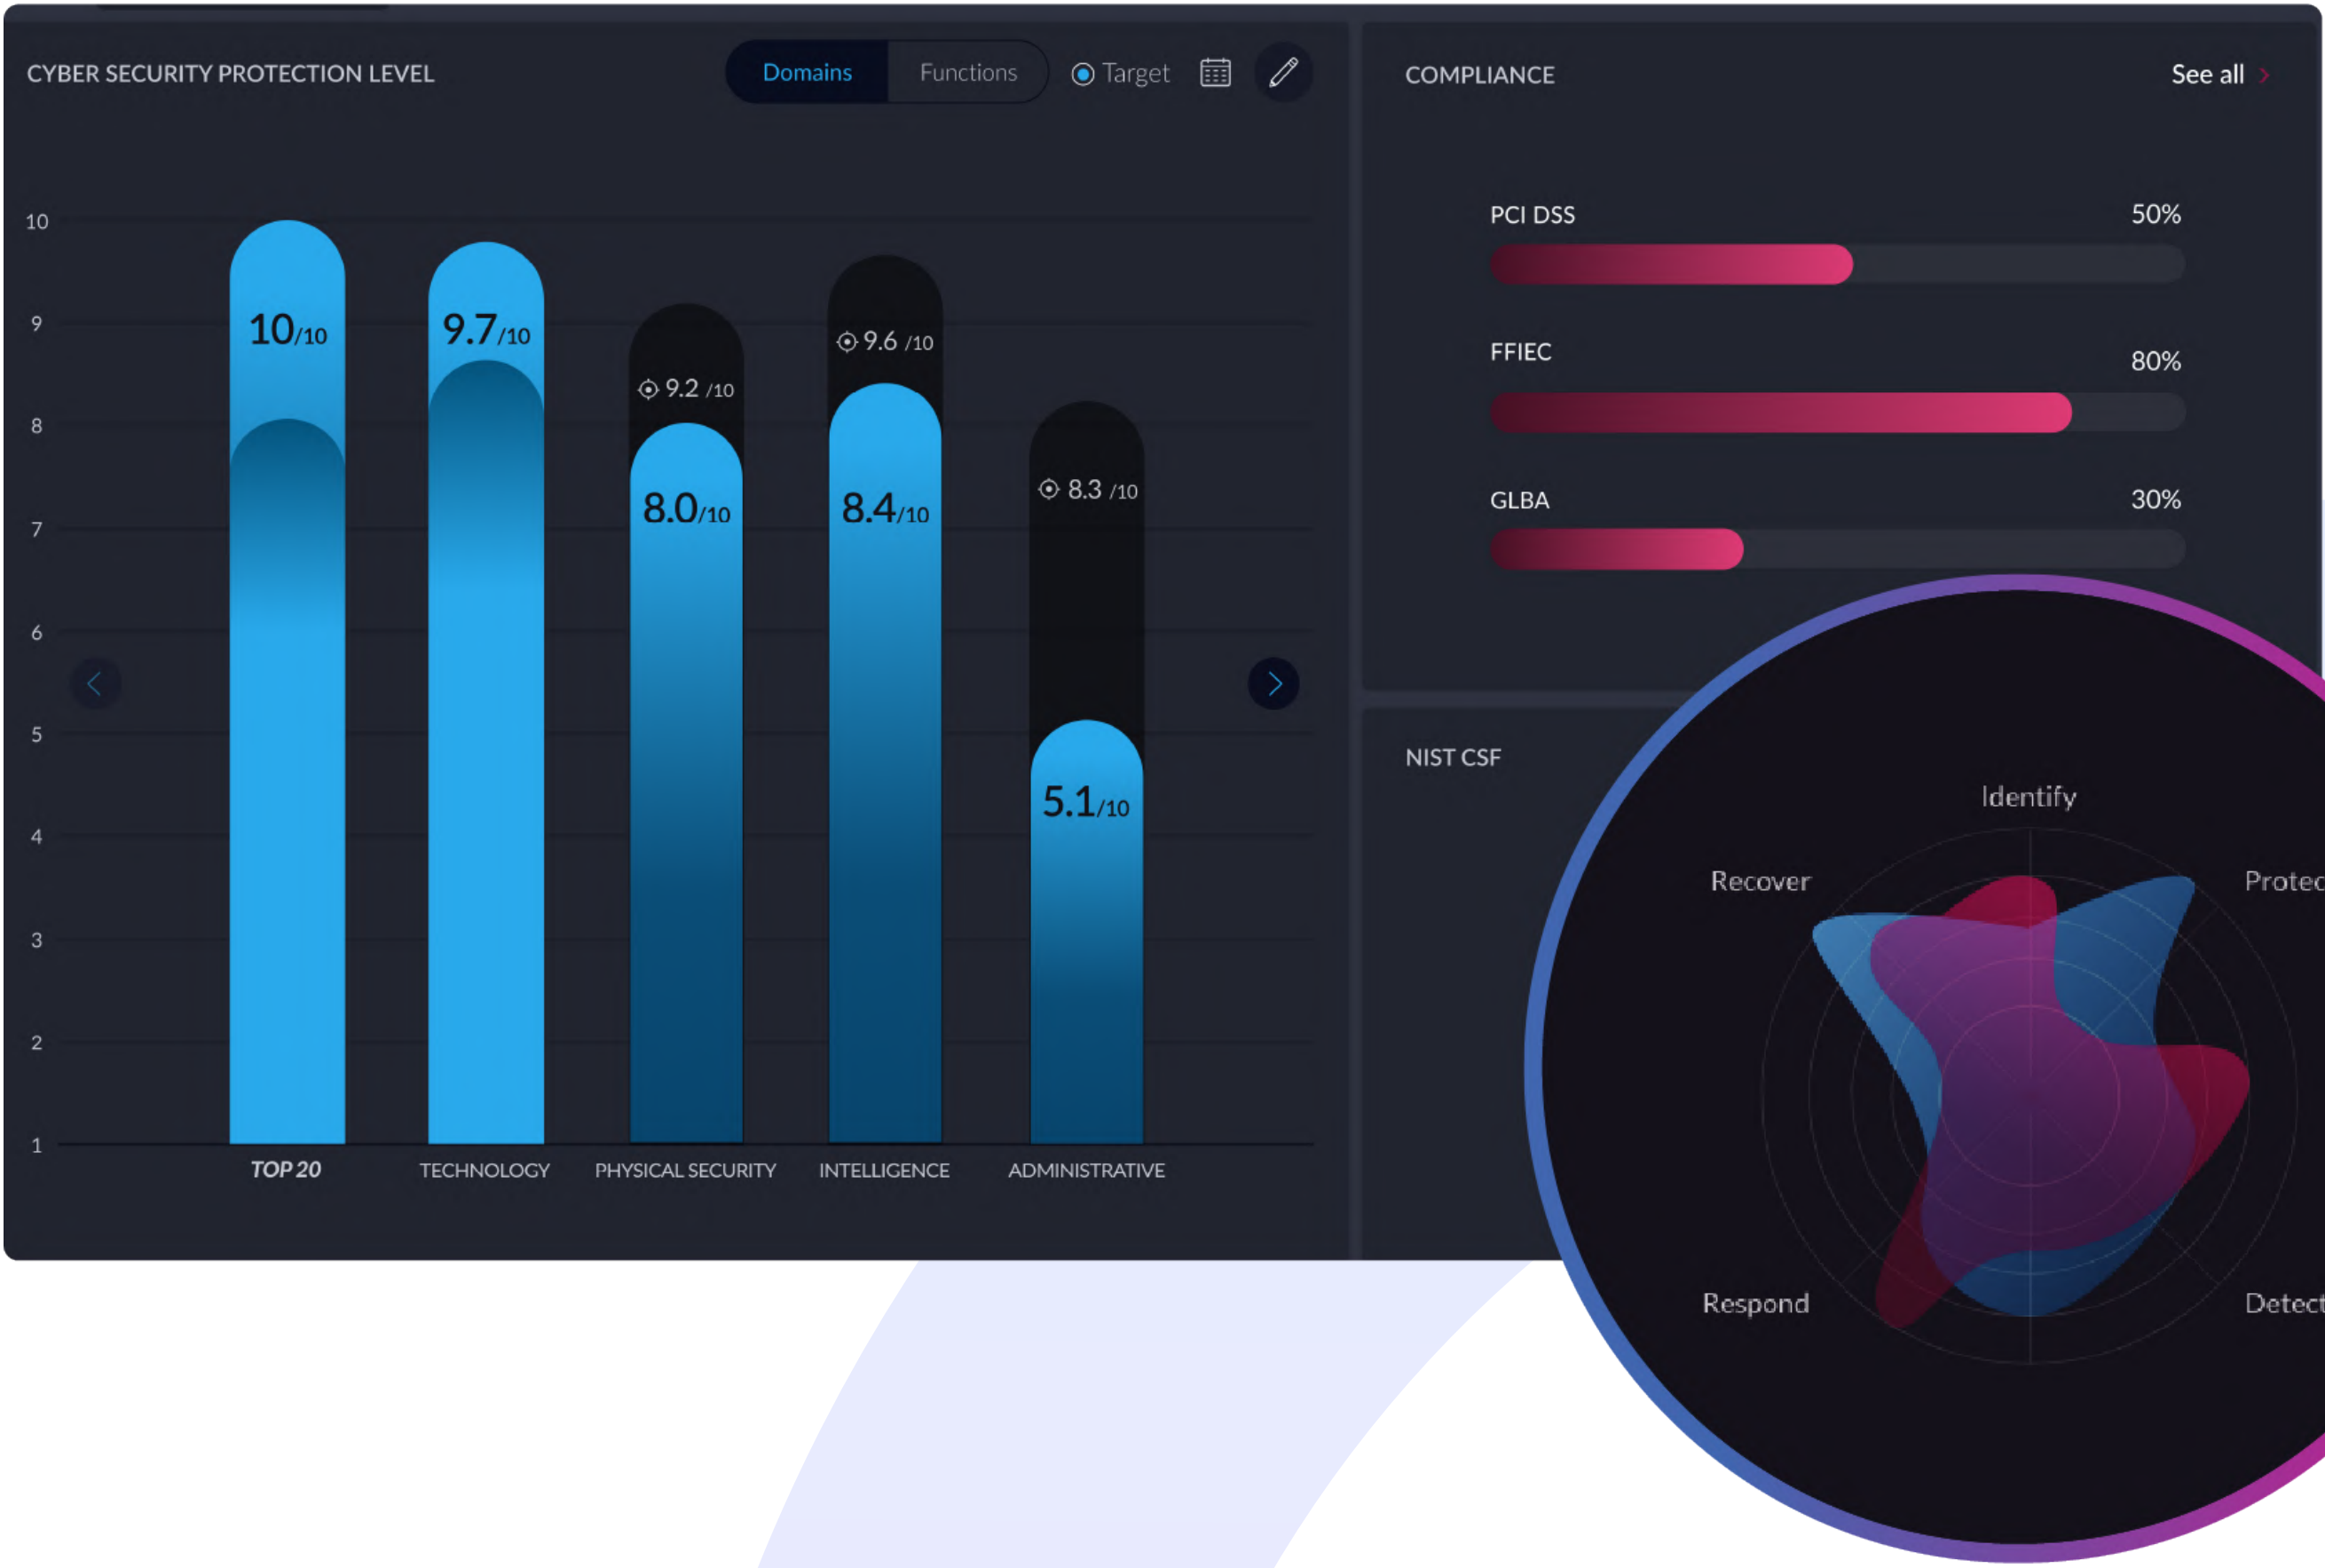 CYBER SECURITY PROTECTION LEVEL
Domains
Functions
Target
10
9
8
7
6
5
4
3
2
1
10/10
9.7/10
9.2 /10
8.0/10
9.6 /10
8.4/10
8.3 /10
5.1/10
TOP 20
TECHNOLOGY
PHYSICAL SECURITY
INTELLIGENCE
ADMINISTRATIVE
COMPLIANCE
See all
PCI DSS
50%
FFIEC
80%
GLBA
30%
NIST CSF
Identify
Recover
Protec
Respond
Detect